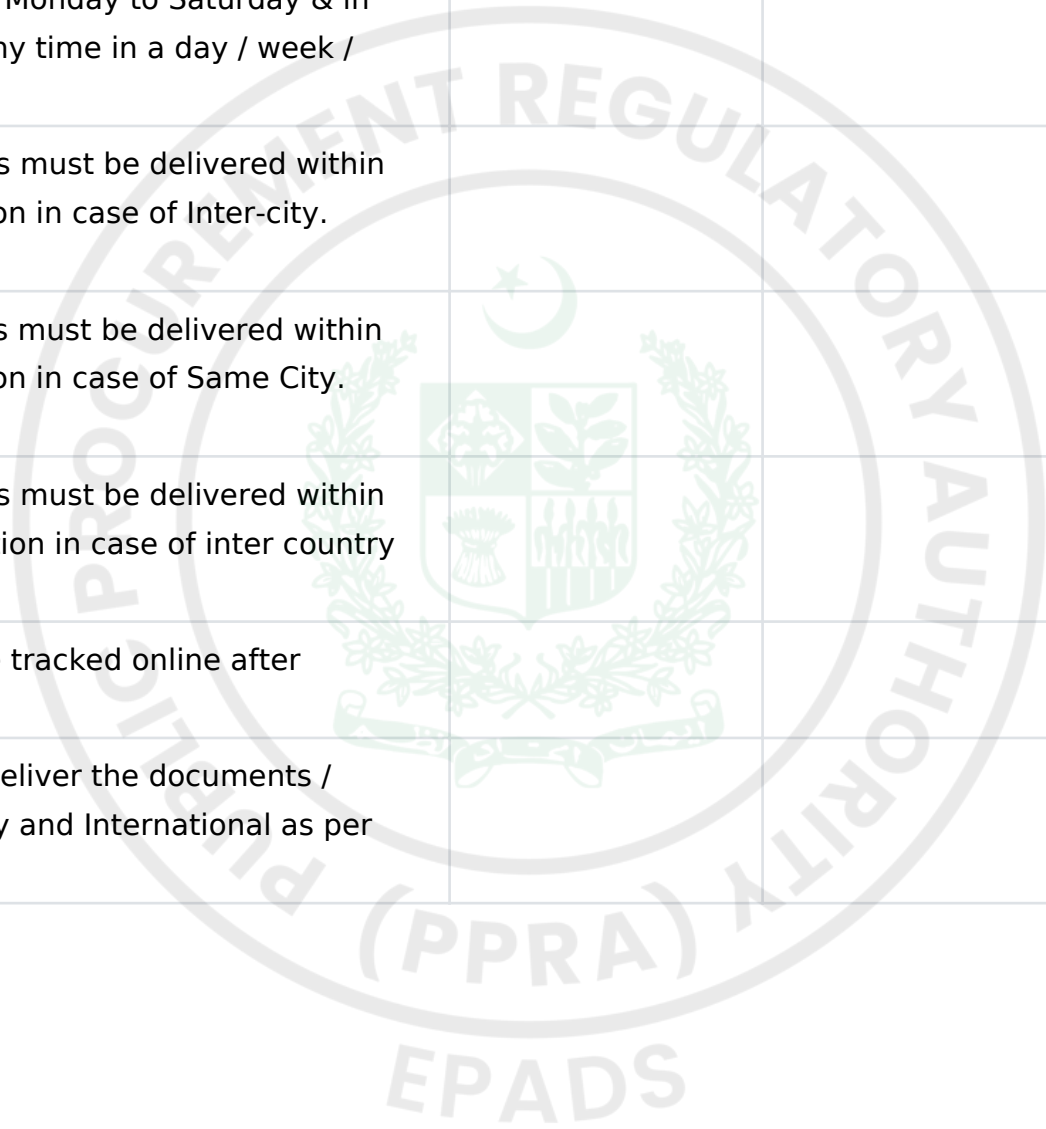 Monday to Saturday & in
ny time in a day / week /
s must be delivered within
on in case of Inter-city.
s must be delivered within
on in case of Same City.
s must be delivered within
ion in case of inter country
tracked online after
eliver the documents /
y and International as per
PUBLIC PROCUREMENT REGULATORY AUTHORITY
(PPRA)
EPADS